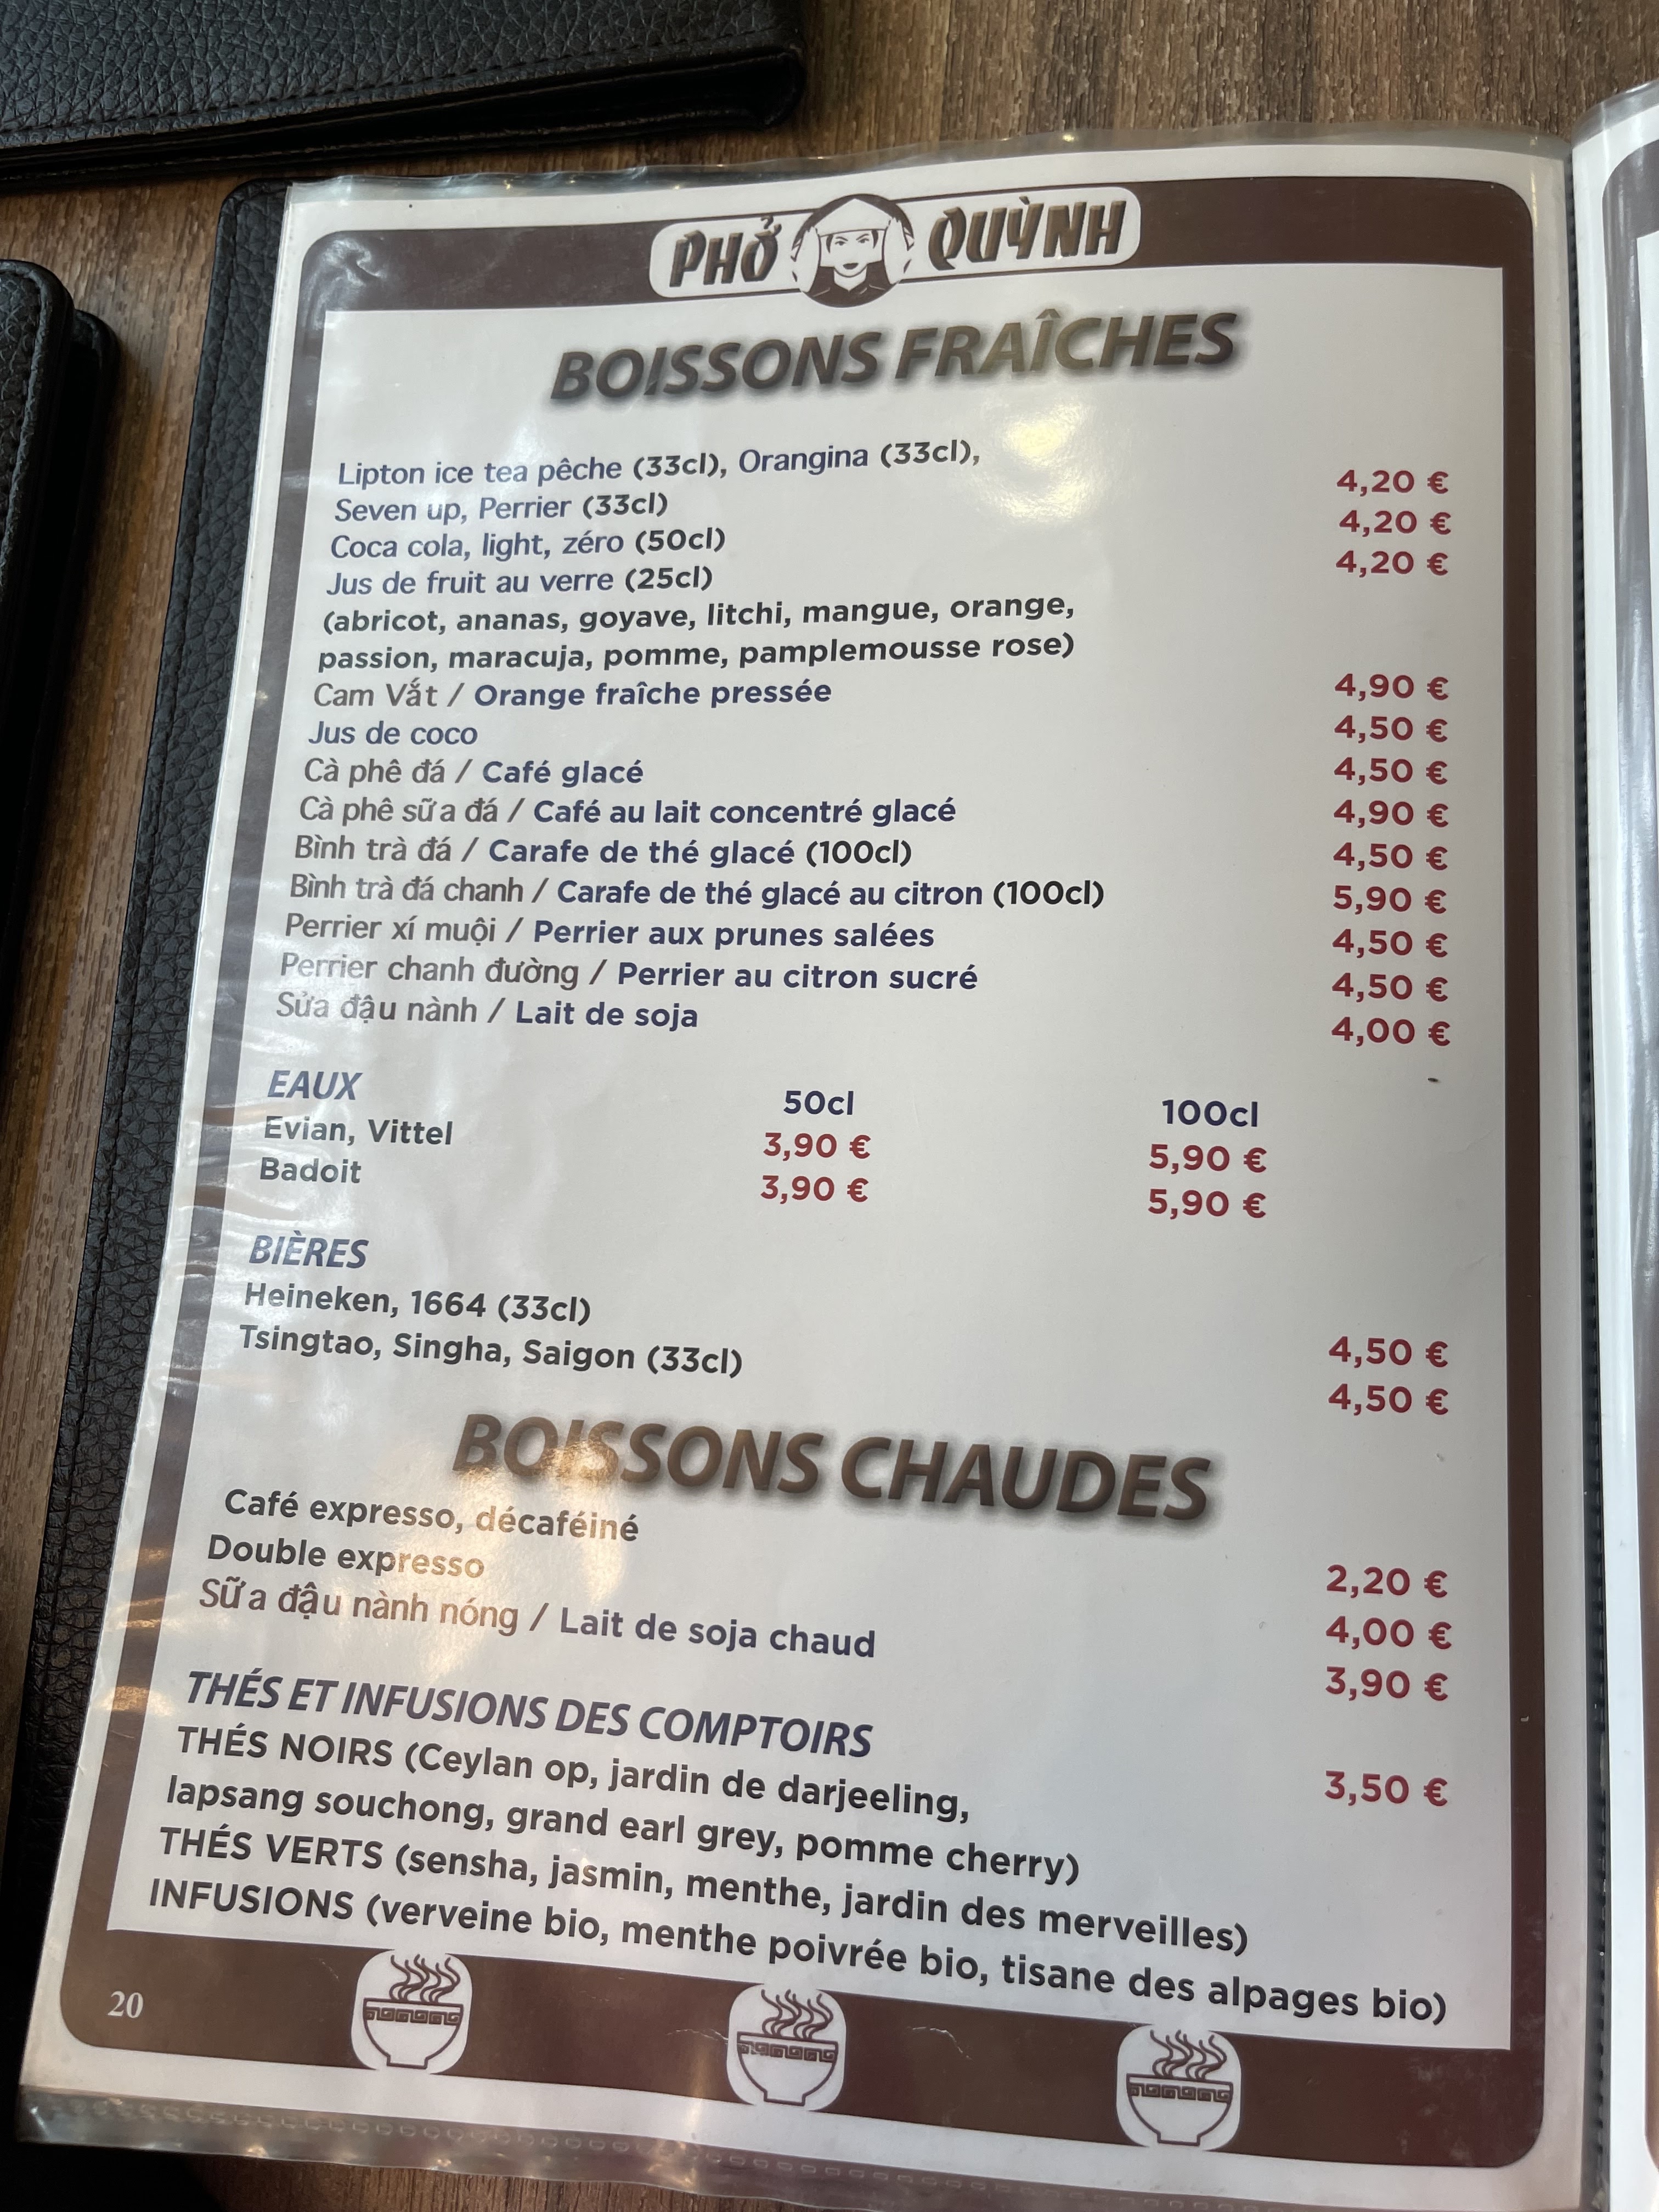 PHỞ QUỲNH
BOISSONS FRAÎCHES
Lipton ice tea pêche (33cl), Orangina (33cl),
Seven up, Perrier (33cl) 4,20 €
Coca cola, light, zéro (50cl) 4,20 €
Jus de fruit au verre (25cl) 4,20 €
(abricot, ananas, goyave, litchi, mangue, orange,
passion, maracuja, pomme, pamplemousse rose)
Cam Vắt / Orange fraîche pressée 4,90 €
Jus de coco 4,50 €
Cà phê đá / Café glacé 4,50 €
Cà phê sữa đá / Café au lait concentré glacé 4,90 €
Bình trà đá / Carafe de thé glacé (100cl) 4,50 €
Bình trà đá chanh / Carafe de thé glacé au citron (100cl) 5,90 €
Perrier xí muội / Perrier aux prunes salées 4,50 €
Perrier chanh đường / Perrier au citron sucré 4,50 €
Sửa đậu nành / Lait de soja 4,00 €
EAUX 50cl 100cl
Evian, Vittel 3,90 € 5,90 €
Badoit 3,90 € 5,90 €
BIÈRES
Heineken, 1664 (33cl) 4,50 €
Tsingtao, Singha, Saigon (33cl) 4,50 €
BOISSONS CHAUDES
Café expresso, décaféiné 2,20 €
Double expresso 4,00 €
Sữa đậu nành nóng / Lait de soja chaud 3,90 €
THÉS ET INFUSIONS DES COMPTOIRS 3,50 €
THÉS NOIRS (Ceylan op, jardin de darjeeling,
lapsang souchong, grand earl grey, pomme cherry)
THÉS VERTS (sensha, jasmin, menthe, jardin des merveilles)
INFUSIONS (verveine bio, menthe poivrée bio, tisane des alpages bio)
20